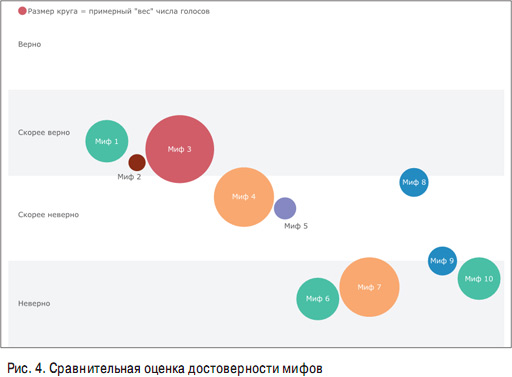 Размер круга = примерный "вес" числа голосов
Верно
Скорее верно
Миф 1
Миф 2
Миф 3
Миф 4
Миф 8
Скорее неверно
Миф 5
Миф 9
Миф 10
Неверно
Миф 6
Миф 7
Рис. 4. Сравнительная оценка достоверности мифов